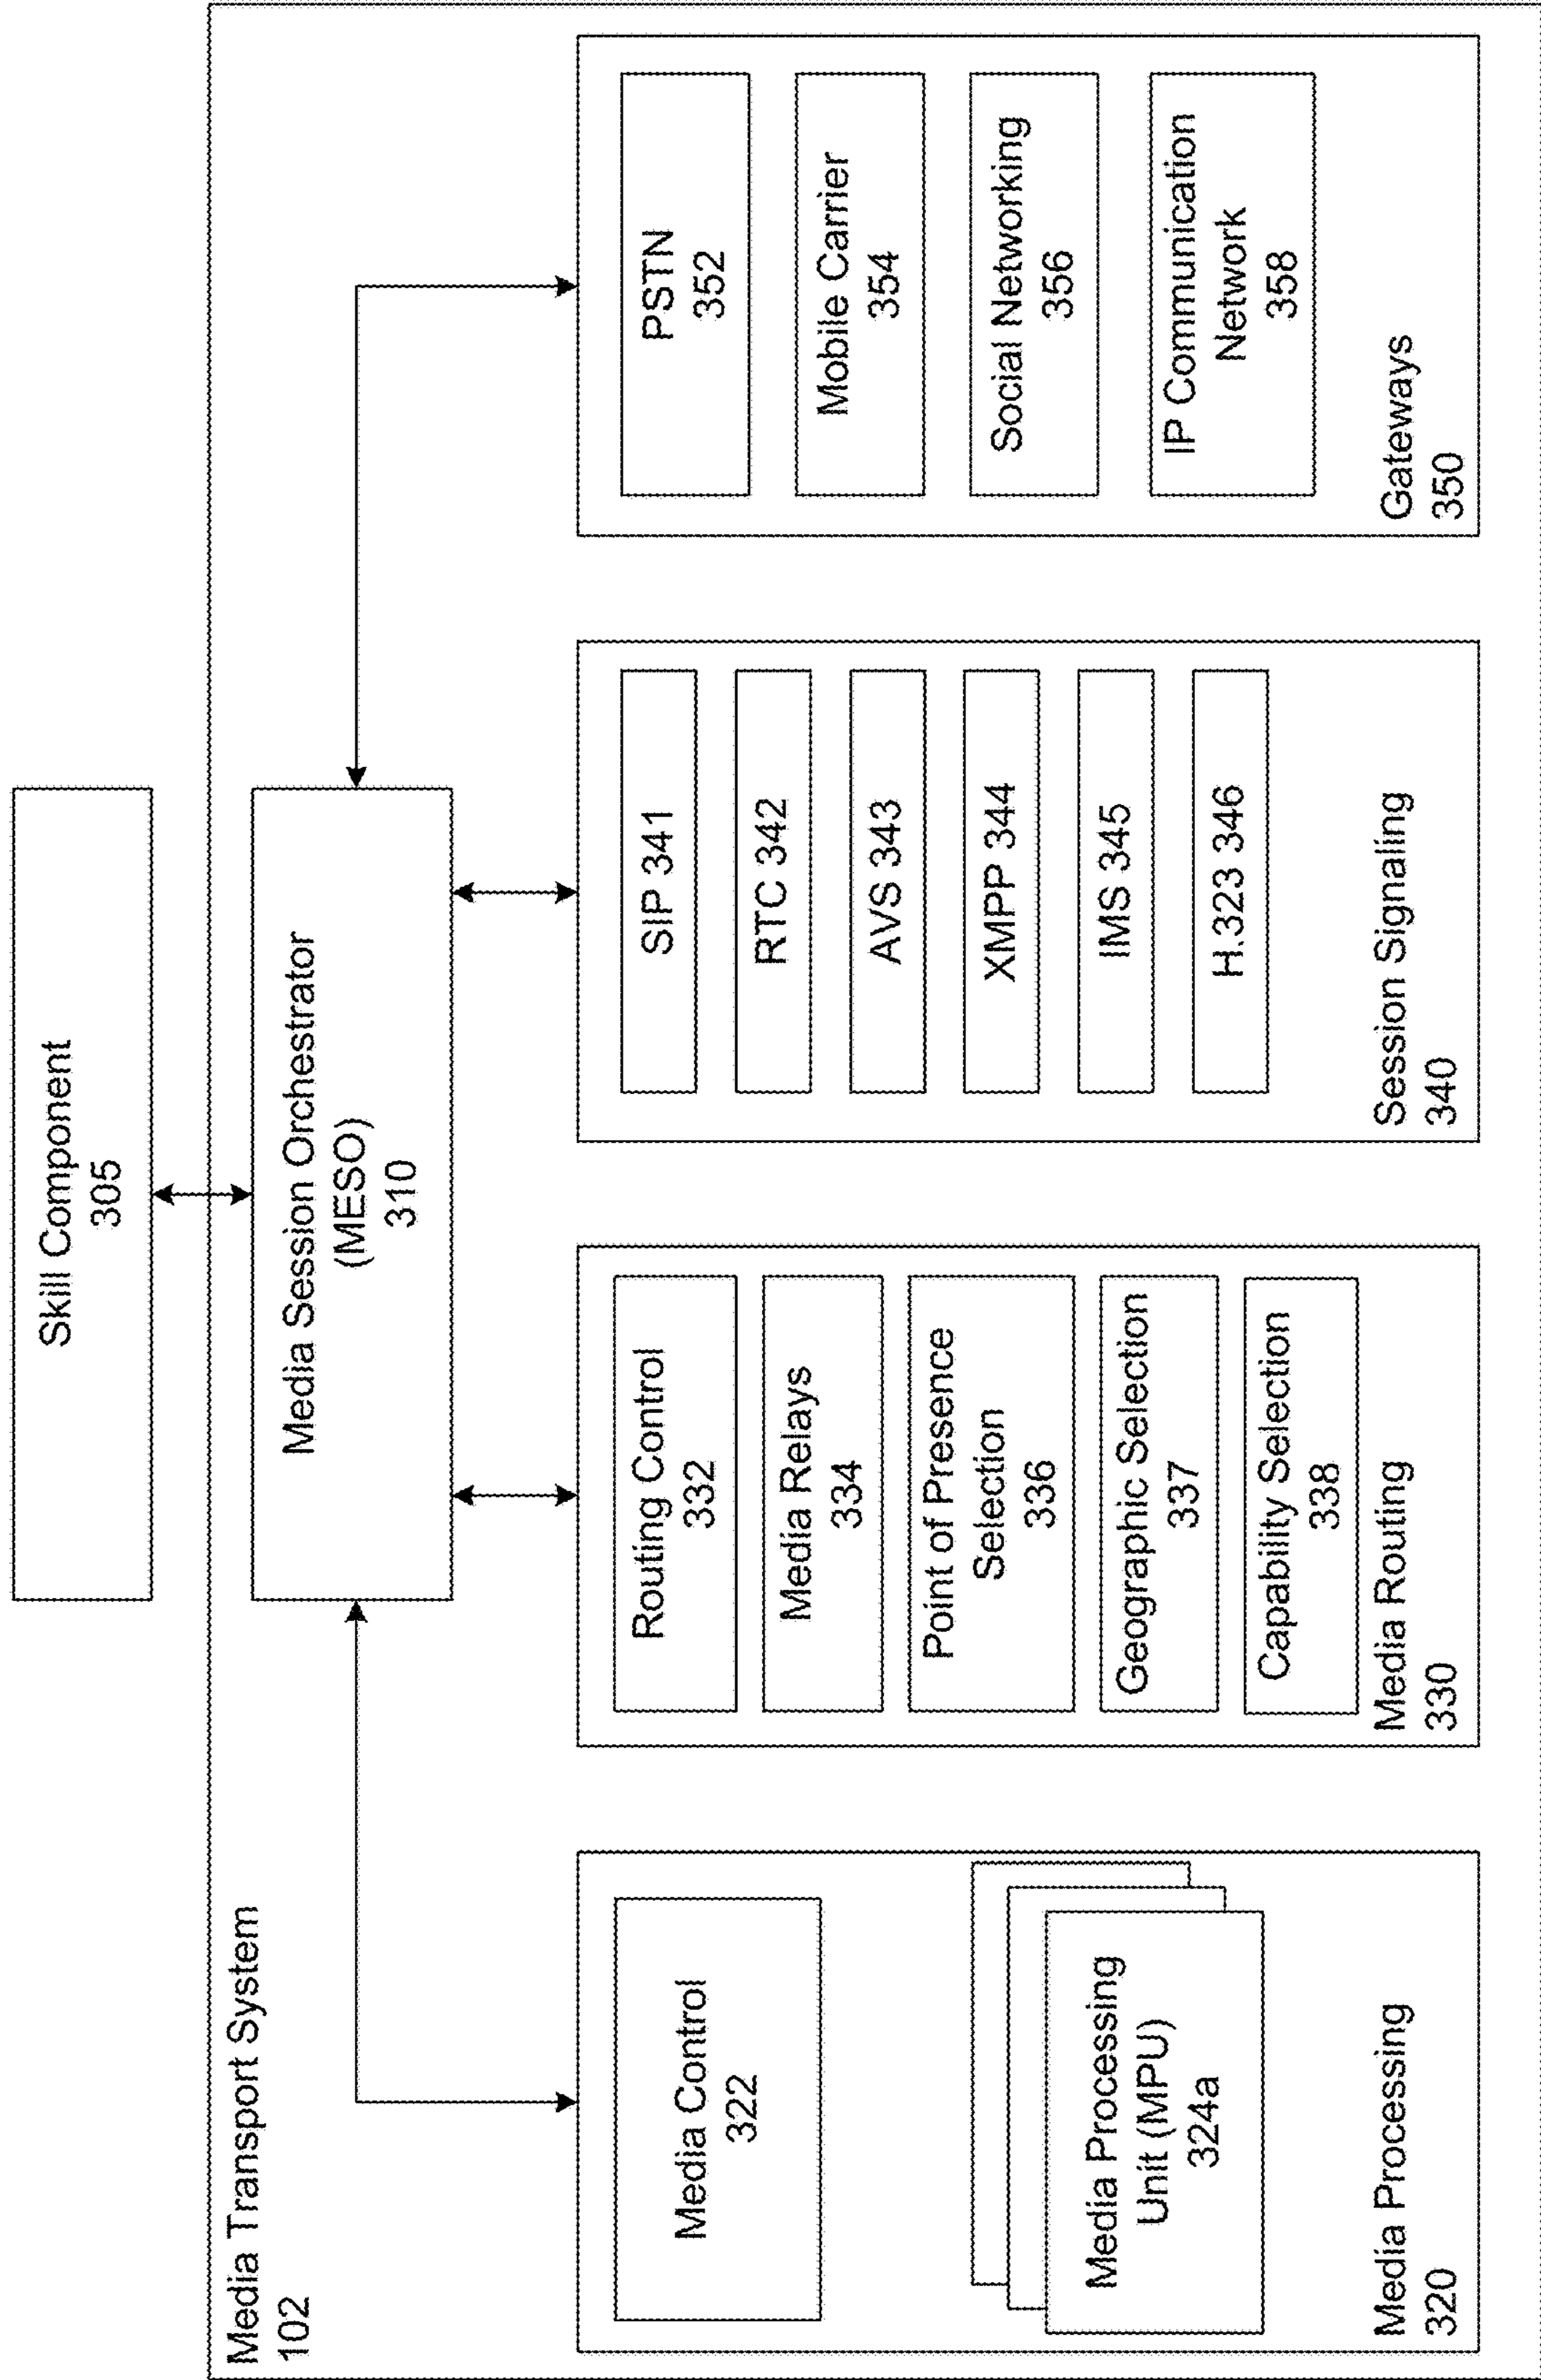 Skill Component
305
Media Transport System
102
Media Session Orchestrator
(MESO)
310
Media Control
322
Media Processing
Unit (MPU)
324a
Media Processing
320
Routing Control
332
Media Relays
334
Point of Presence
Selection
336
Geographic Selection
337
Capability Selection
338
Media Routing
330
SIP 341
RTC 342
AVS 343
XMPP 344
IMS 345
H.323 346
Session Signaling
340
PSTN
352
Mobile Carrier
354
Social Networking
356
IP Communication
Network
358
Gateways
350